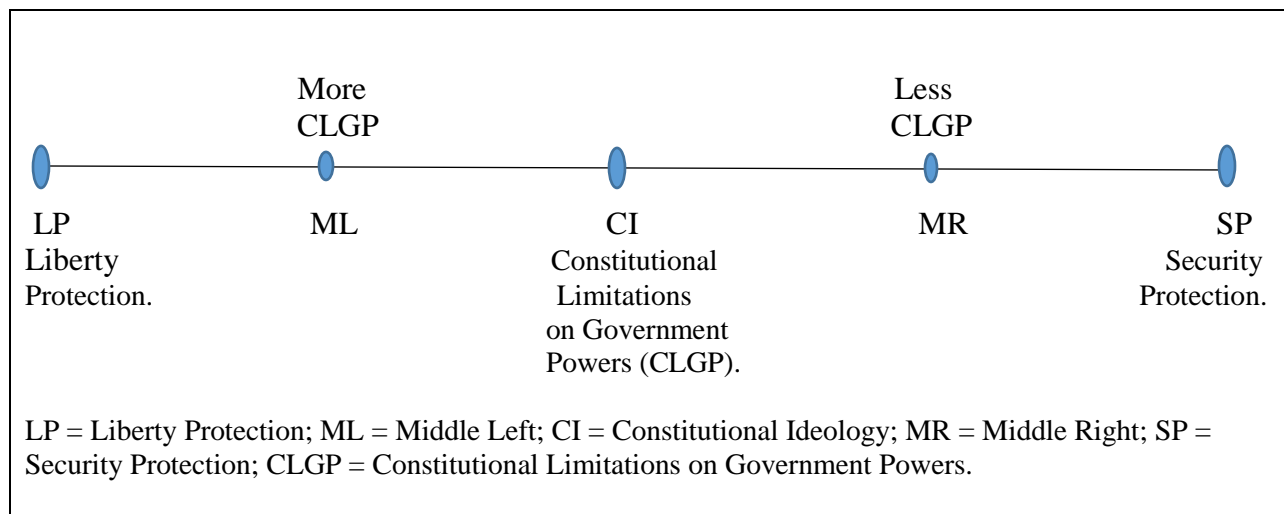 More
CLGP
Less
CLGP
LP
ML
CI
MR
SP
Liberty
Protection.
Constitutional
Limitations
on Government
Powers (CLGP).
Security
Protection.
LP = Liberty Protection; ML = Middle Left; CI = Constitutional Ideology; MR = Middle Right; SP =
Security Protection; CLGP = Constitutional Limitations on Government Powers.